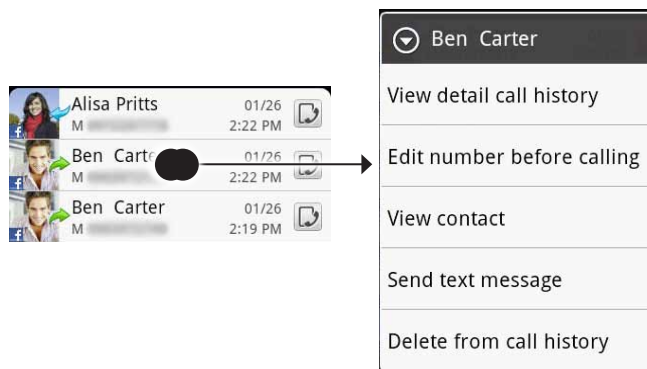 Alisa Pritts 01/26
M 2:22 PM
Ben Carte 01/26
M 2:22 PM
Ben Carter 01/26
M 2:19 PM
Ben Carter
View detail call history
Edit number before calling
View contact
Send text message
Delete from call history